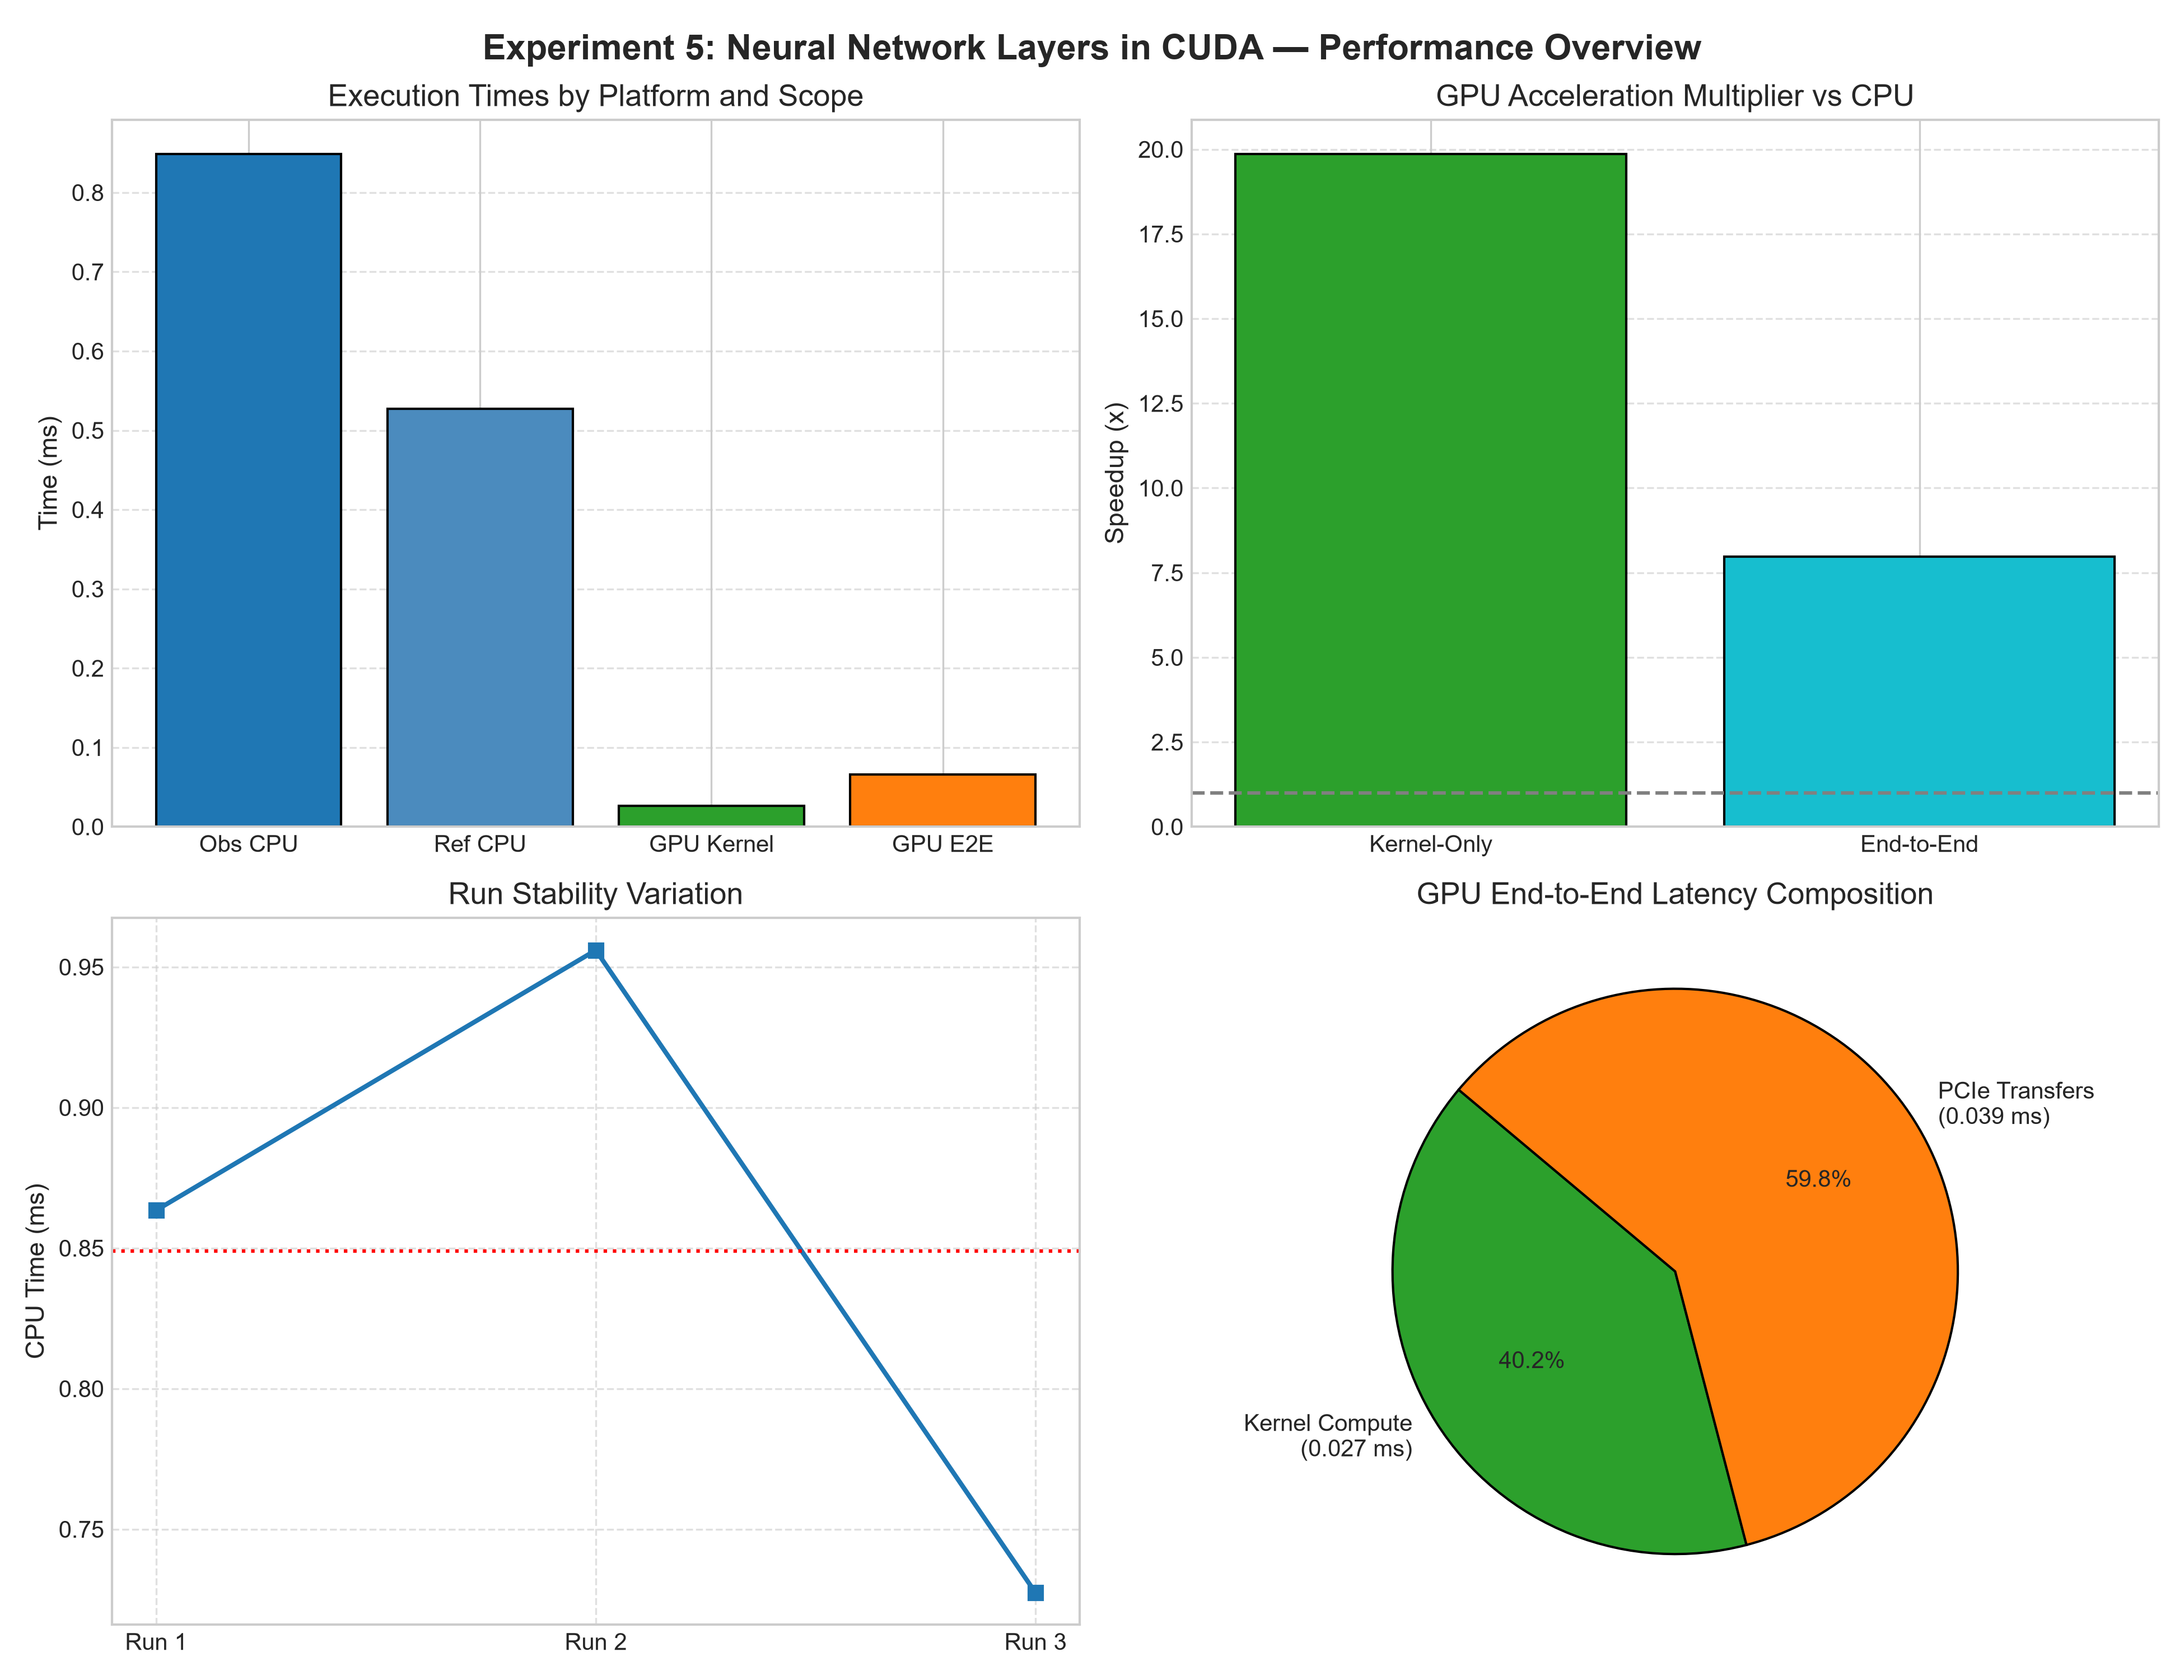 Experiment 5: Neural Network Layers in CUDA — Performance Overview
Execution Times by Platform and Scope
Time (ms)
0.8
0.7
0.6
0.5
0.4
0.3
0.2
0.1
0.0
Obs CPU
Ref CPU
GPU Kernel
GPU E2E
GPU Acceleration Multiplier vs CPU
Speedup (x)
20.0
17.5
15.0
12.5
10.0
7.5
5.0
2.5
0.0
Kernel-Only
End-to-End
Run Stability Variation
CPU Time (ms)
0.95
0.90
0.85
0.80
0.75
Run 1
Run 2
Run 3
GPU End-to-End Latency Composition
PCIe Transfers
(0.039 ms)
59.8%
40.2%
Kernel Compute
(0.027 ms)